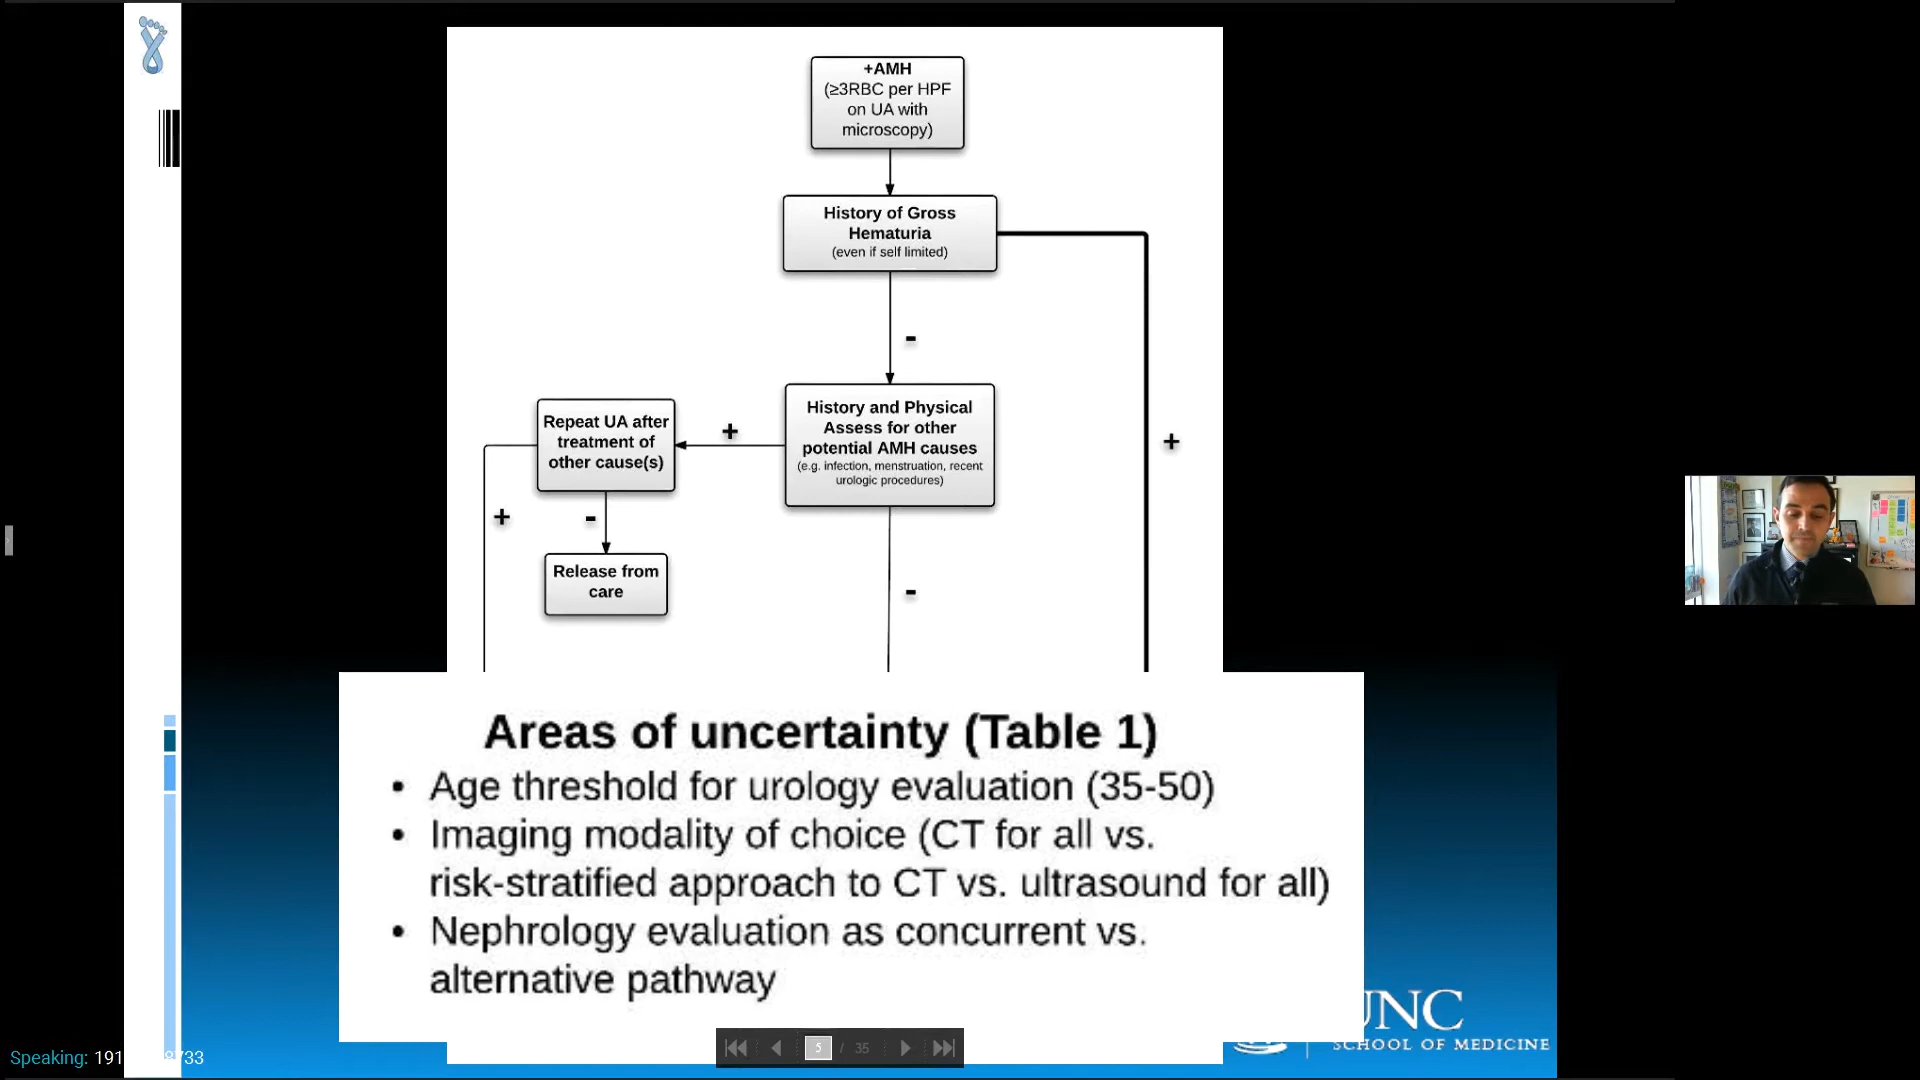 +AMH
(≥3RBC per HPF
on UA with
microscopy)
History of Gross
Hematuria
(even if self limited)
-
+
History and Physical
Assess for other
potential AMH causes
(e.g. infection, menstruation, recent
urologic procedures)
+
Repeat UA after
treatment of
other cause(s)
+
-
Release from
care
-
Areas of uncertainty (Table 1)
• Age threshold for urology evaluation (35-50)
• Imaging modality of choice (CT for all vs.
risk-stratified approach to CT vs. ultrasound for all)
• Nephrology evaluation as concurrent vs.
alternative pathway
UNC
SCHOOL OF MEDICINE
5 / 35
Speaking: 191